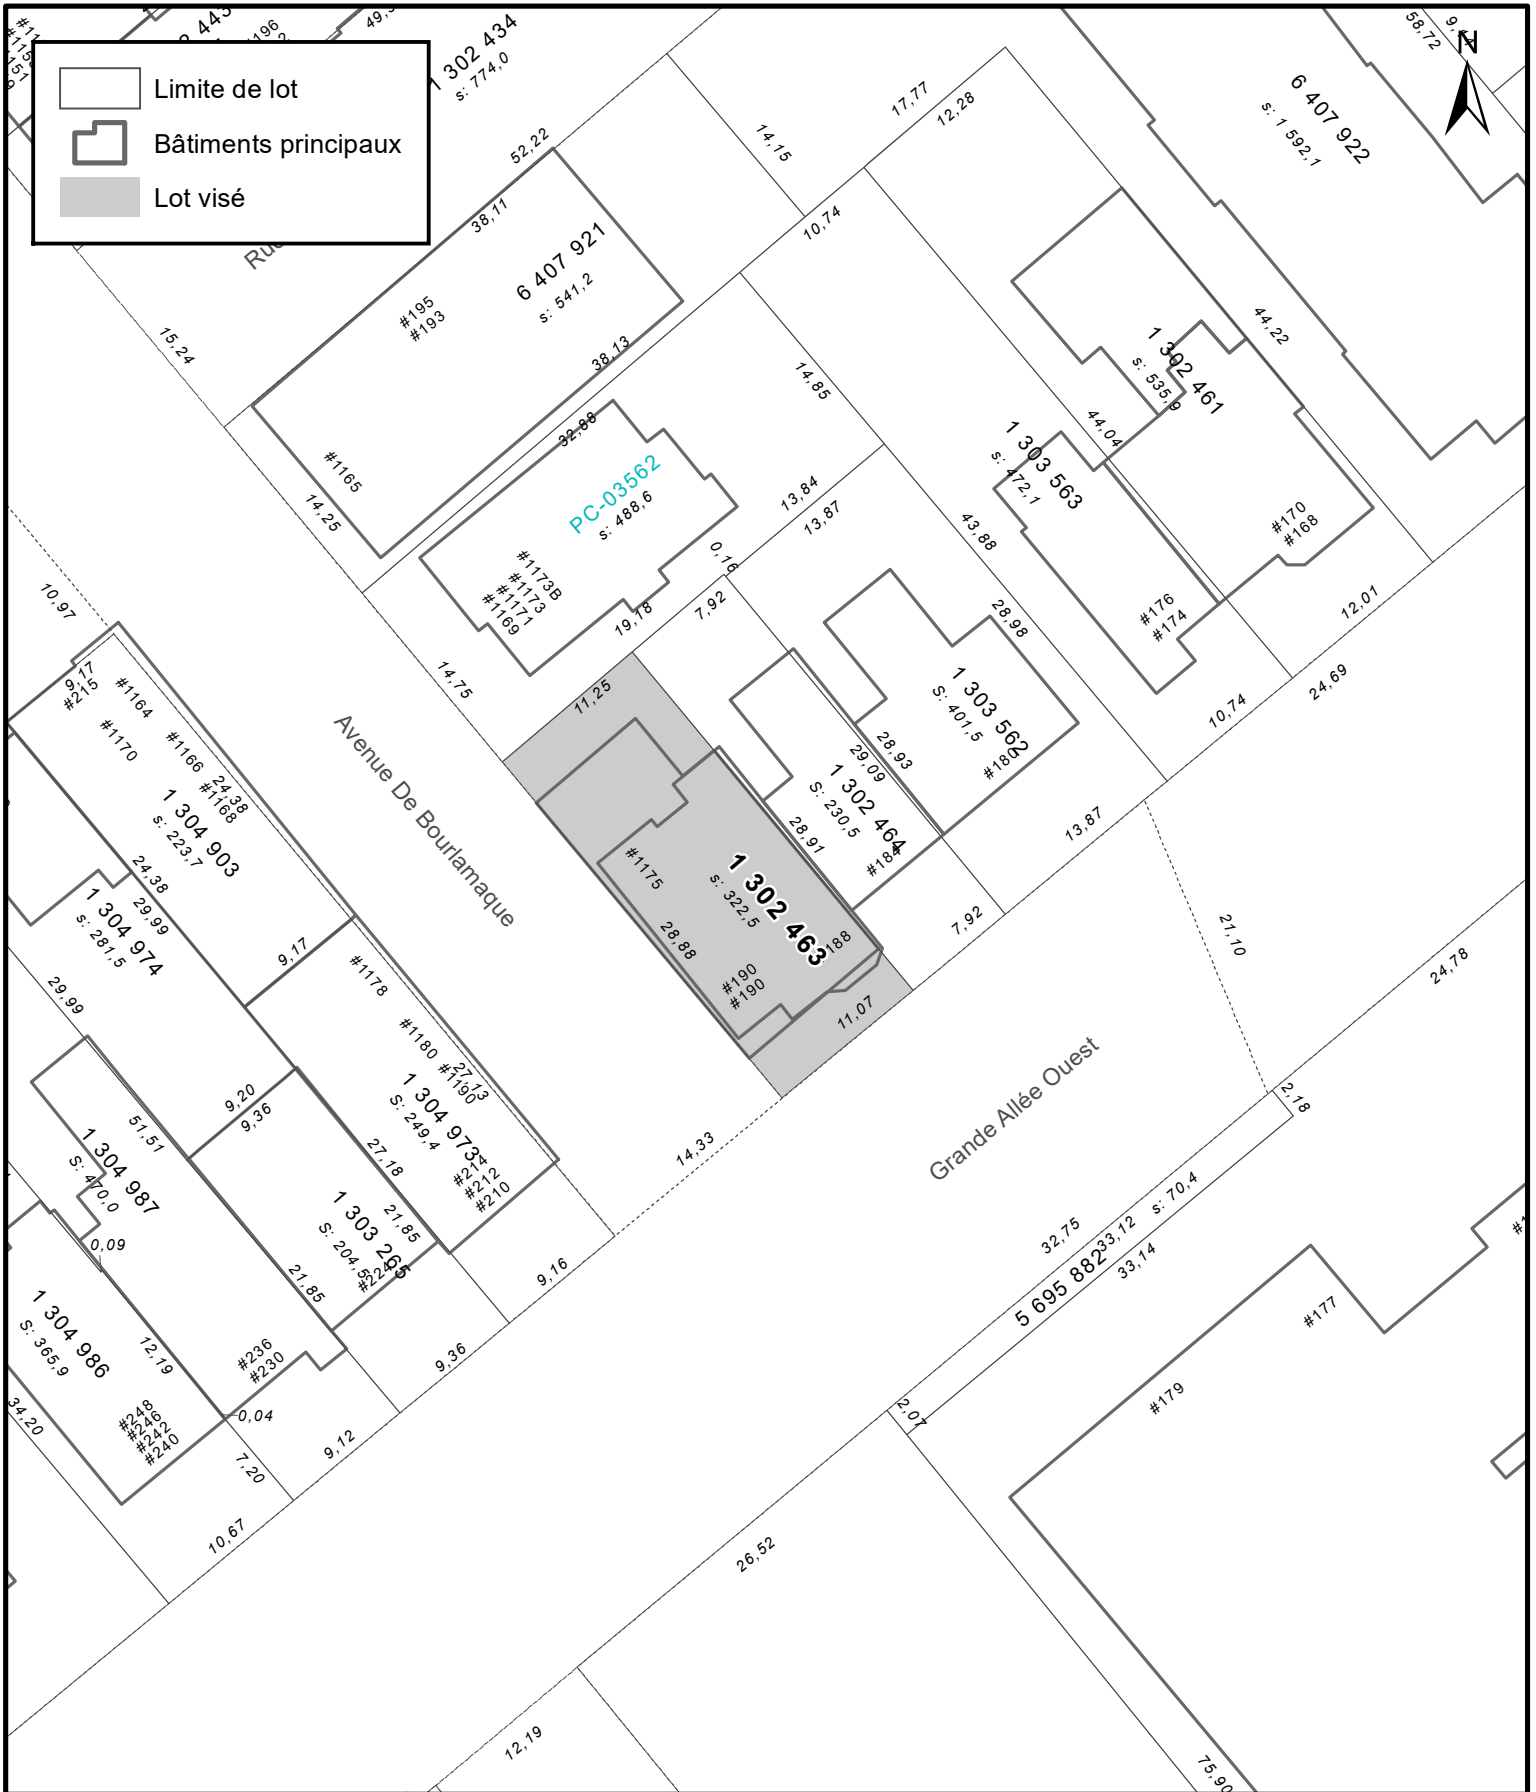 Limite de lot
Bâtiments principaux
Lot visé
N
49,
#196
1 302 434
s: 774,0
52,22
38,11
6 407 921
s: 541,2
#195
#193
38,13
#1165
15,24
14,25
14,15
17,77
12,28
10,74
58,72
6 407 922
s: 1 592,1
44,22
1 302 461
s: 535,9
44,04
1 303 563
s: 472,1
#170
#168
#176
#174
12,01
24,69
10,74
14,85
32,88
PC-03562
s: 488,6
#1173B
#1173
#1171
#1169
13,84
13,87
0,16
19,18
7,92
14,75
43,88
28,98
1 303 562
s: 401,5
#180
28,93
29,09
1 302 464
s: 230,5
#184
28,91
13,87
7,92
11,25
#1175
1 302 463
s: 322,5
28,88
#188
#190
#190
11,07
Avenue De Bourlamaque
10,97
9,17
#215
#1164
#1170
#1166
24,38
#1168
1 304 903
s: 223,7
24,38
29,99
1 304 974
s: 281,5
9,17
29,99
#1178
#1180
27,13
#1190
1 304 973
s: 249,4
#214
#212
#210
9,20
9,36
27,18
51,51
1 304 987
s: 470,0
1 303 265
s: 204,5
#224
21,85
21,85
0,09
1 304 986
s: 365,9
12,19
#236
#230
#248
#246
#242
#240
34,20
0,04
7,20
9,16
9,36
9,12
10,67
14,33
21,10
24,78
Grande Allée Ouest
2,18
32,75
33,12
s: 70,4
5 695 882
33,14
2,07
#177
#179
26,52
12,19
75,90